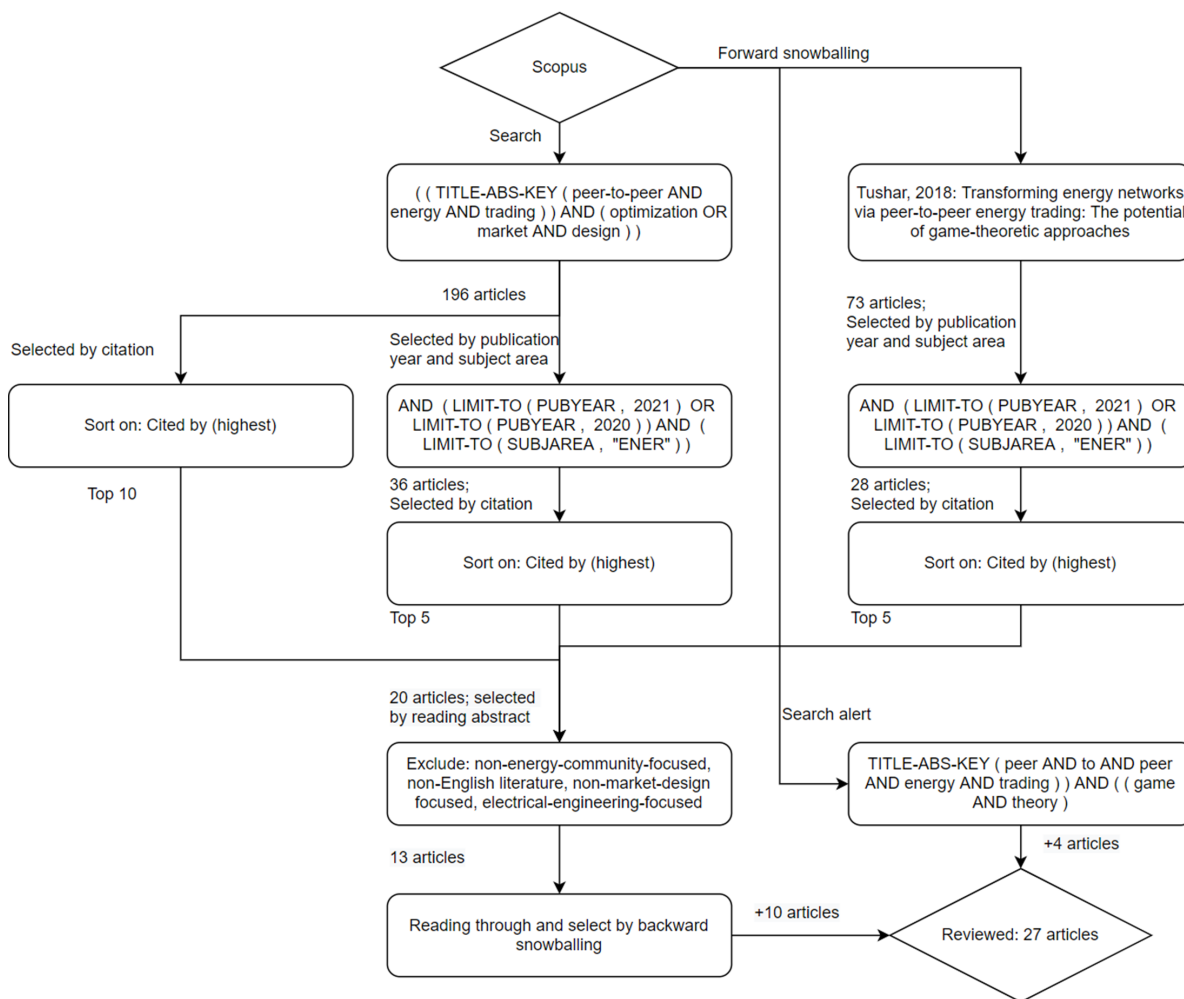 Forward snowballing
Scopus
Search
( ( TITLE-ABS-KEY ( peer-to-peer AND
energy AND trading ) ) AND ( optimization OR
market AND design ) )
Tushar, 2018: Transforming energy networks
via peer-to-peer energy trading: The potential
of game-theoretic approaches
196 articles
73 articles;
Selected by publication
year and subject area
Selected by citation
Selected by publication
year and subject area
Sort on: Cited by (highest)
AND ( LIMIT-TO ( PUBYEAR , 2021 ) OR
LIMIT-TO ( PUBYEAR , 2020 ) ) AND (
LIMIT-TO ( SUBJAREA , "ENER" ) )
AND ( LIMIT-TO ( PUBYEAR , 2021 ) OR
LIMIT-TO ( PUBYEAR , 2020 ) ) AND (
LIMIT-TO ( SUBJAREA , "ENER" ) )
Top 10
36 articles;
Selected by citation
28 articles;
Selected by citation
Sort on: Cited by (highest)
Sort on: Cited by (highest)
Top 5
Top 5
20 articles; selected
by reading abstract
Search alert
Exclude: non-energy-community-focused,
non-English literature, non-market-design
focused, electrical-engineering-focused
TITLE-ABS-KEY ( peer AND to AND peer
AND energy AND trading ) ) AND ( ( game
AND theory )
13 articles
+4 articles
Reading through and select by backward
snowballing
+10 articles
Reviewed: 27 articles